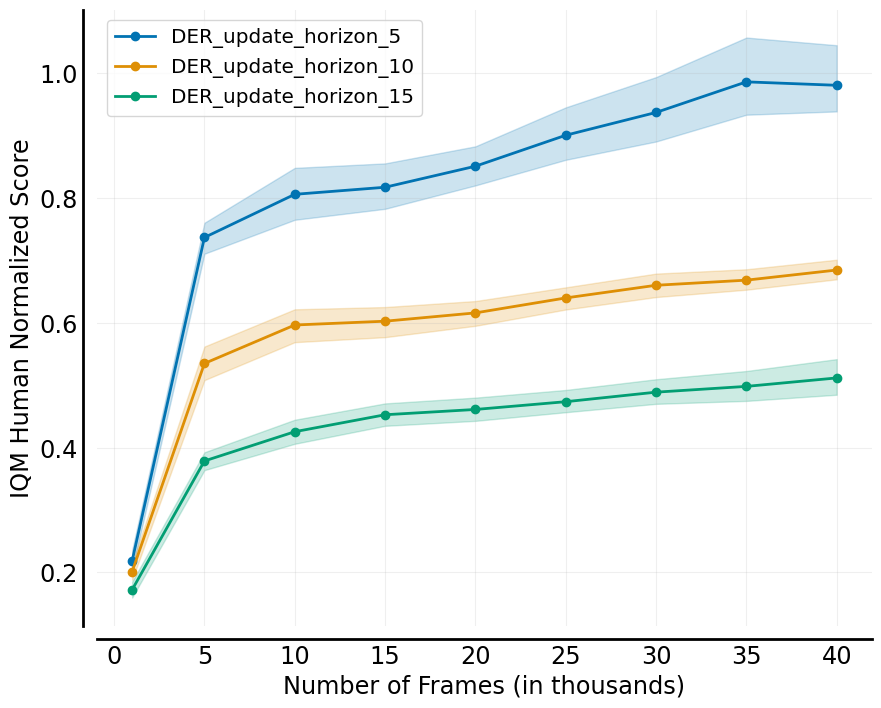 DER_update_horizon_5
DER_update_horizon_10
DER_update_horizon_15
IQM Human Normalized Score
1.0
0.8
0.6
0.4
0.2
0 5 10 15 20 25 30 35 40
Number of Frames (in thousands)